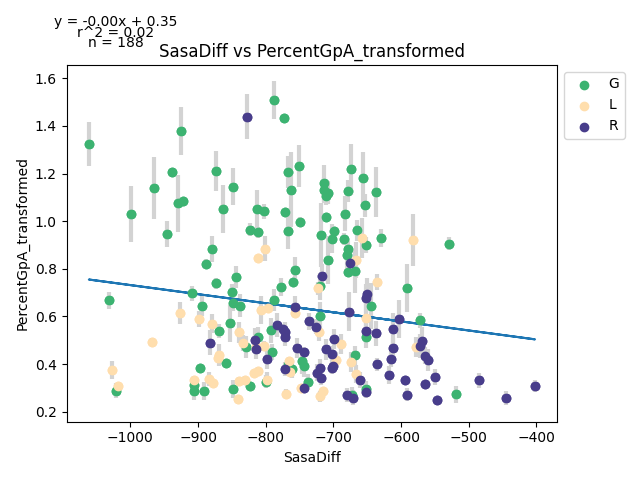 y = -0.00x + 0.35
r^2 = 0.02
n = 188
SasaDiff vs PercentGpA_transformed
G
L
R
PercentGpA_transformed
1.6
1.4
1.2
1.0
0.8
0.6
0.4
0.2
−1000 −900 −800 −700 −600 −500 −400
SasaDiff